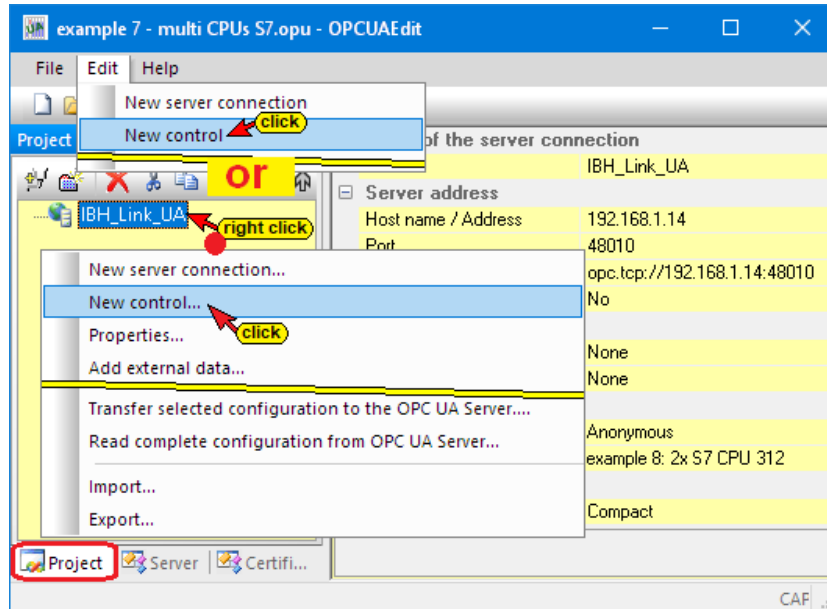 example 7 - multi CPUs S7.opu - OPCUAEdit
File Edit Help
New server connection
New control
click
Project
of the server connection
or
IBH_Link_UA
Server address
IBH_Link_UA
right click
Host name / Address 192.168.1.14
Port 48010
opc.tcp://192.168.1.14:48010
No
None
None
Anonymous
example 8: 2x S7 CPU 312
Compact
New server connection...
New control...
click
Properties...
Add external data...
Transfer selected configuration to the OPC UA Server....
Read complete configuration from OPC UA Server...
Import...
Export...
Project Server Certifi...
CAP